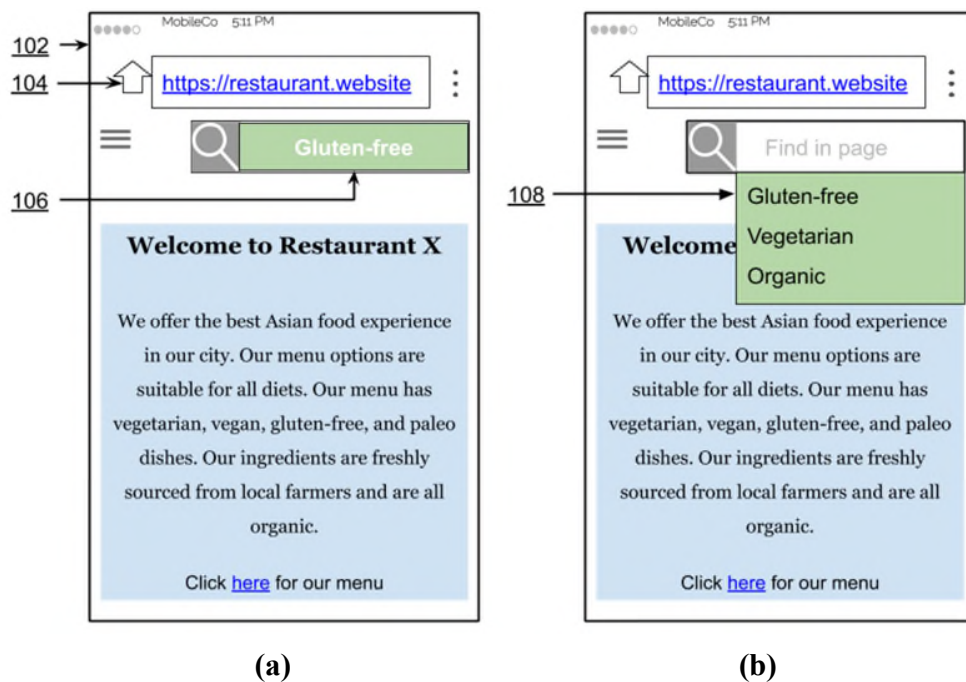 MobileCo 5:11 PM
102
104
https://restaurant.website
Gluten-free
106
Welcome to Restaurant X
We offer the best Asian food experience
in our city. Our menu options are
suitable for all diets. Our menu has
vegetarian, vegan, gluten-free, and paleo
dishes. Our ingredients are freshly
sourced from local farmers and are all
organic.
Click here for our menu
(a)
MobileCo 5:11 PM
https://restaurant.website
Find in page
108
Gluten-free
Vegetarian
Organic
Welcome
We offer the best Asian food experience
in our city. Our menu options are
suitable for all diets. Our menu has
vegetarian, vegan, gluten-free, and paleo
dishes. Our ingredients are freshly
sourced from local farmers and are all
organic.
Click here for our menu
(b)